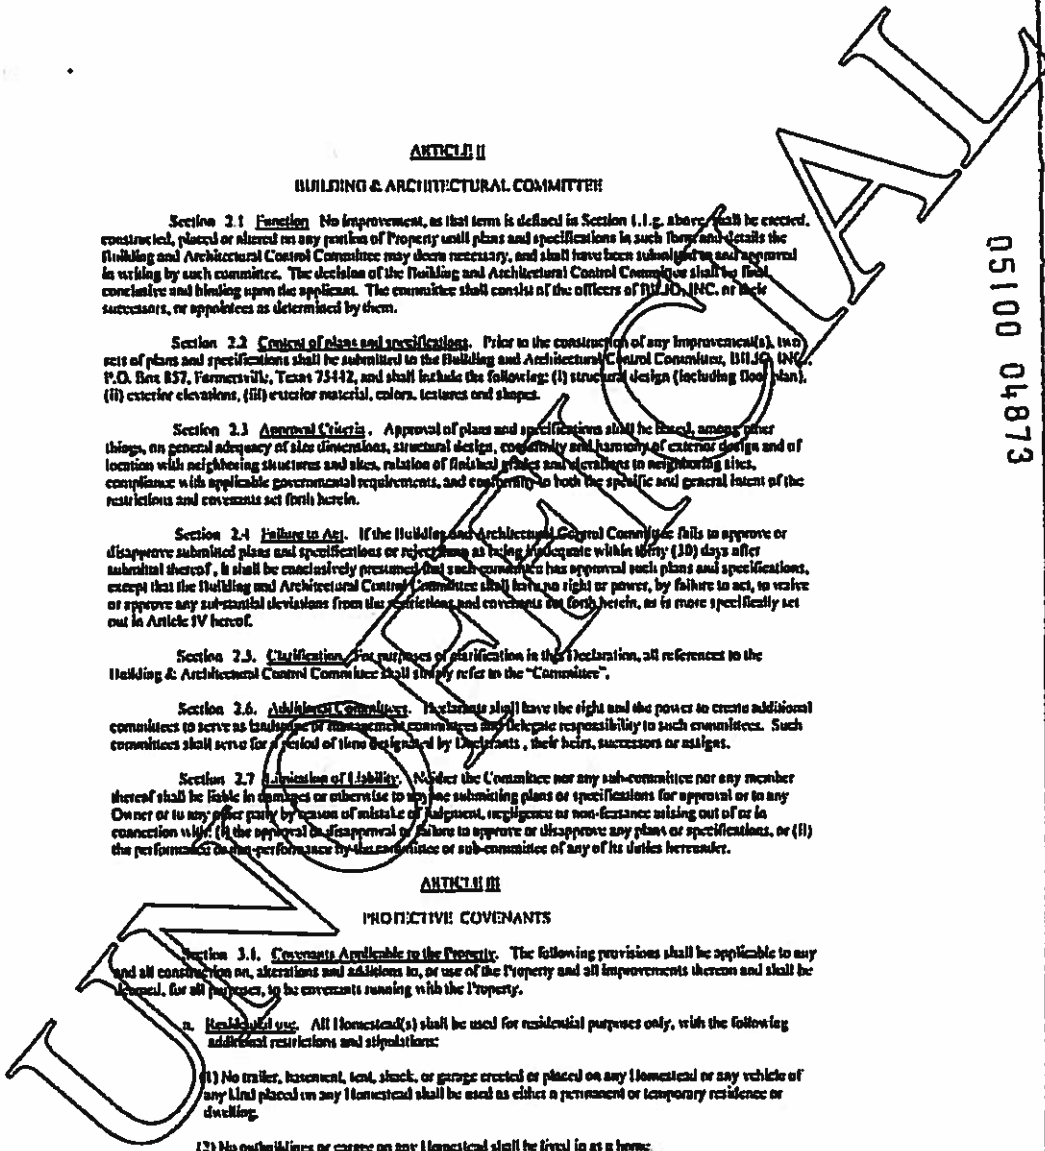 ARTICLE II
BUILDING & ARCHITECTURAL COMMITTEE
Section 2.1 Function No improvement, as that term is defined in Section 1.1.g. above, shall be erected,
constructed, placed or altered on any portion of Property until plans and specifications in such form and details the
Building and Architectural Control Committee may deem necessary, and shall have been submitted to and approved
in writing by such committee. The decision of the Building and Architectural Control Committee shall be final,
conclusive and binding upon the applicant. The committee shall consist of the officers of BILJO, INC. or their
successors, or appointees as determined by them.
Section 2.2 Content of plans and specifications. Prior to the construction of any Improvement(s), two
sets of plans and specifications shall be submitted to the Building and Architectural Control Committee, BILJO, INC,
P.O. Box 857, Farmersville, Texas 75442, and shall include the following: (i) structural design (including floor plan),
(ii) exterior elevations, (iii) exterior material, colors, textures and shapes.
Section 2.3 Approval Criteria. Approval of plans and specifications shall be based, among other
things, on general adequacy of size dimensions, structural design, conformity and harmony of exterior design and of
location with neighboring structures and sites, relation of finished grades and elevations to neighboring sites,
compliance with applicable governmental requirements, and conformity to both the specific and general intent of the
restrictions and covenants set forth herein.
Section 2.4 Failure to Act. If the Building and Architectural Control Committee fails to approve or
disapprove submitted plans and specifications or reject them as being inadequate within thirty (30) days after
submittal thereof, it shall be conclusively presumed that such committee has approved such plans and specifications,
except that the Building and Architectural Control Committee shall have no right or power, by failure to act, to waive
or approve any substantial deviations from the restrictions and covenants set forth herein, as is more specifically set
out in Article IV hereof.
Section 2.5. Clarification. For purposes of clarification in this Declaration, all references to the
Building & Architectural Control Committee shall simply refer to the "Committee".
Section 2.6. Additional Committees. Declarants shall have the right and the power to create additional
committees to serve as landscape or management committees and delegate responsibility to such committees. Such
committees shall serve for a period of time designated by Declarants , their heirs, successors or assigns.
Section 2.7 Limitation of Liability. Neither the Committee nor any sub-committee nor any member
thereof shall be liable in damages or otherwise to anyone submitting plans or specifications for approval or to any
Owner or to any other party by reason of mistake of judgment, negligence or non-feasance arising out of or in
connection with: (i) the approval or disapproval or failure to approve or disapprove any plans or specifications, or (ii)
the performance or non-performance by the committee or sub-committee of any of its duties hereunder.
ARTICLE III
PROTECTIVE COVENANTS
Section 3.1. Covenants Applicable to the Property. The following provisions shall be applicable to any
and all construction on, alterations and additions to, or use of the Property and all improvements thereon and shall be
deemed, for all purposes, to be covenants running with the Property.
a. Residential use. All Homestead(s) shall be used for residential purposes only, with the following
additional restrictions and stipulations:
(1) No trailer, basement, tent, shack, or garage erected or placed on any Homestead or any vehicle of
any kind placed on any Homestead shall be used as either a permanent or temporary residence or
dwelling.
(2) No outbuildings or garage on any Homestead shall be lived in as a home.
05100 04873
UNOFFICIAL